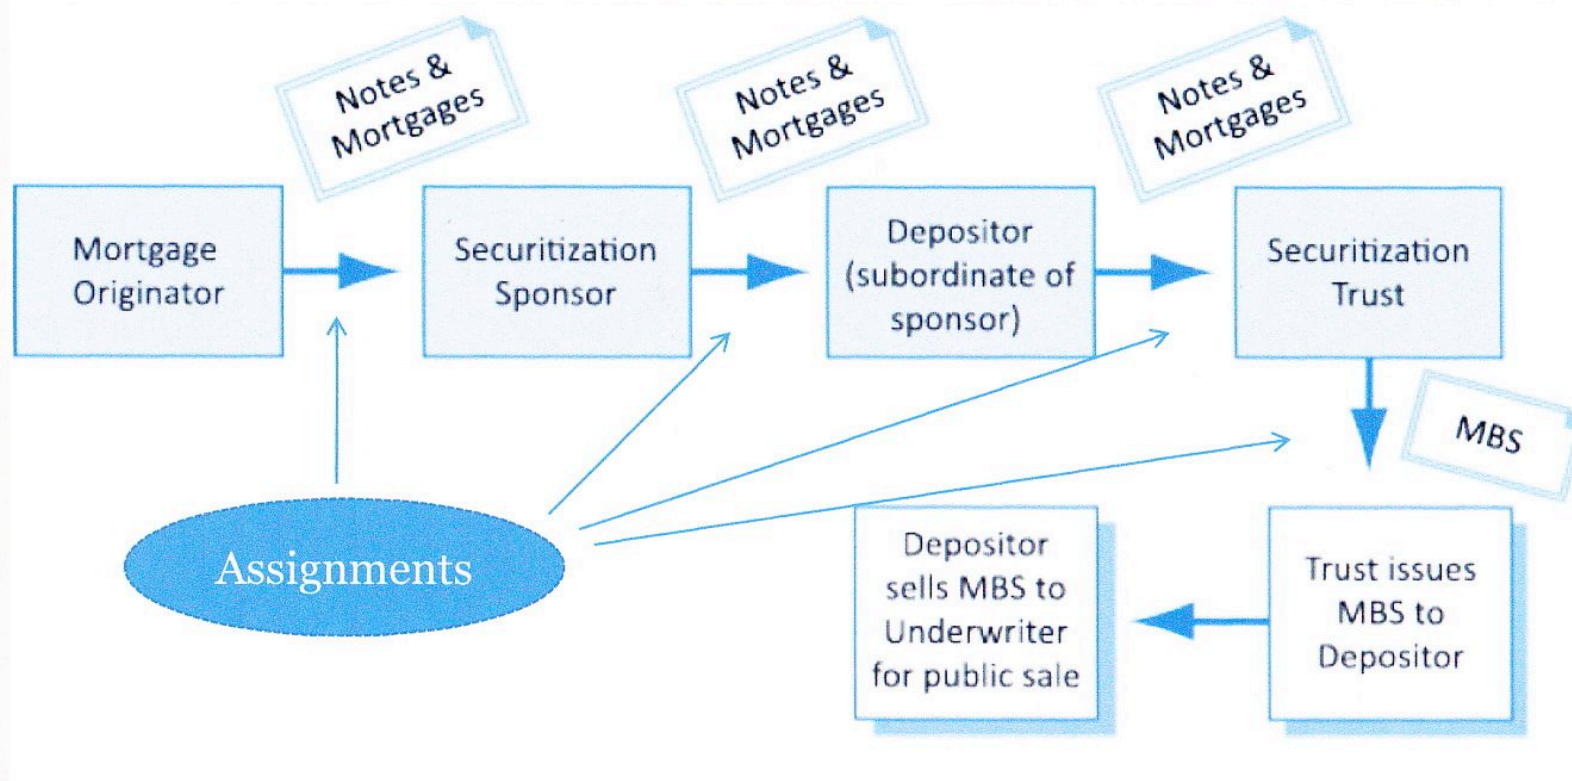 Notes &
Mortgages
Notes &
Mortgages
Notes &
Mortgages
Mortgage
Originator
Securitization
Sponsor
Depositor
(subordinate of
sponsor)
Securitization
Trust
MBS
Assignments
Depositor
sells MBS to
Underwriter
for public sale
Trust issues
MBS to
Depositor